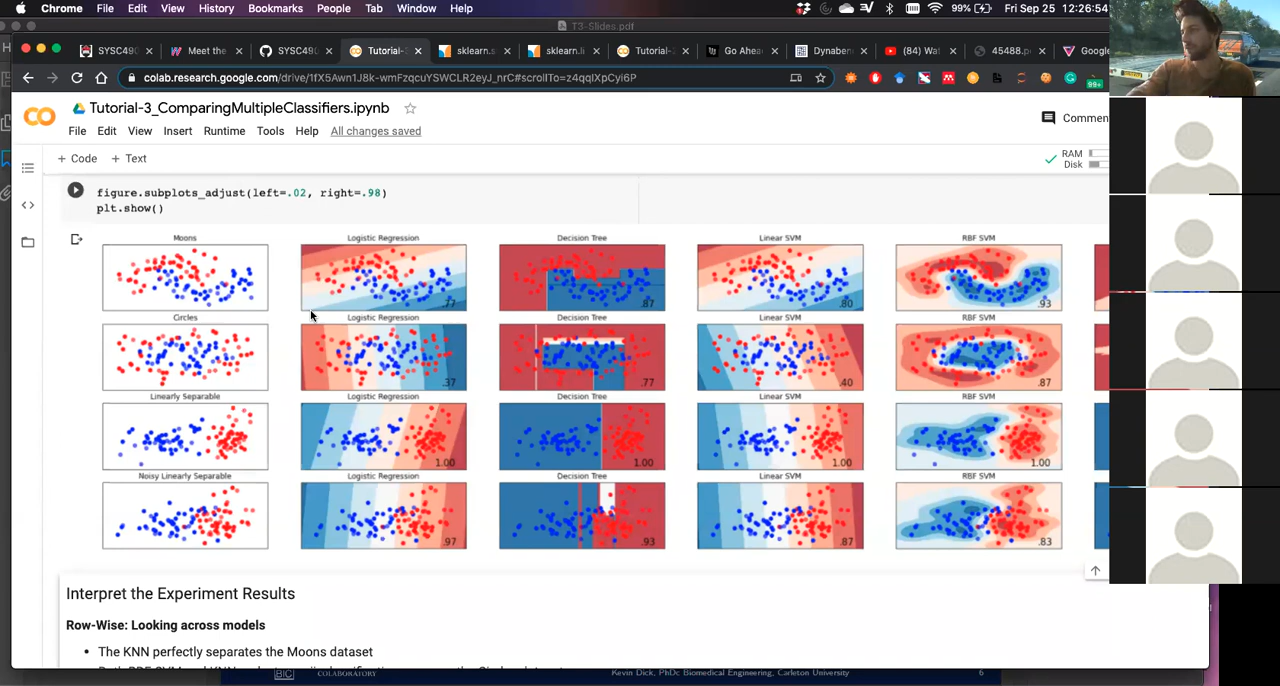 Chrome File Edit View History Bookmarks People Tab Window Help 99% Fri Sep 25 12:26:54
T3-Slides.pdf
SYSC490 Meet the SYSC490 Tutorial- sklearn.s sklearn.li Tutorial- Go Ahea Dynaben (84) Wat 45488.p Google
colab.research.google.com/drive/1fX5Awn1J8k-wmFzqcuYSWCLR2eyJ_nrC#scrollTo=z4qqIXpCyi6P
99+
Tutorial-3_ComparingMultipleClassifiers.ipynb
Commen
File Edit View Insert Runtime Tools Help All changes saved
+ Code + Text
RAM
Disk
figure.subplots_adjust(left=.02, right=.98)
plt.show()
Moons Logistic Regression Decision Tree Linear SVM RBF SVM
.77 .87 .80 .93
Circles Logistic Regression Decision Tree Linear SVM RBF SVM
.37 .77 .40 .87
Linearly Separable Logistic Regression Decision Tree Linear SVM RBF SVM
1.00 1.00 1.00 1.00
Noisy Linearly Separable Logistic Regression Decision Tree Linear SVM RBF SVM
.97 .93 .87 .83
Interpret the Experiment Results
Row-Wise: Looking across models
• The KNN perfectly separates the Moons dataset
BIC COLABORATORY Kevin Dick, PhDc Biomedical Engineering, Carleton University 6